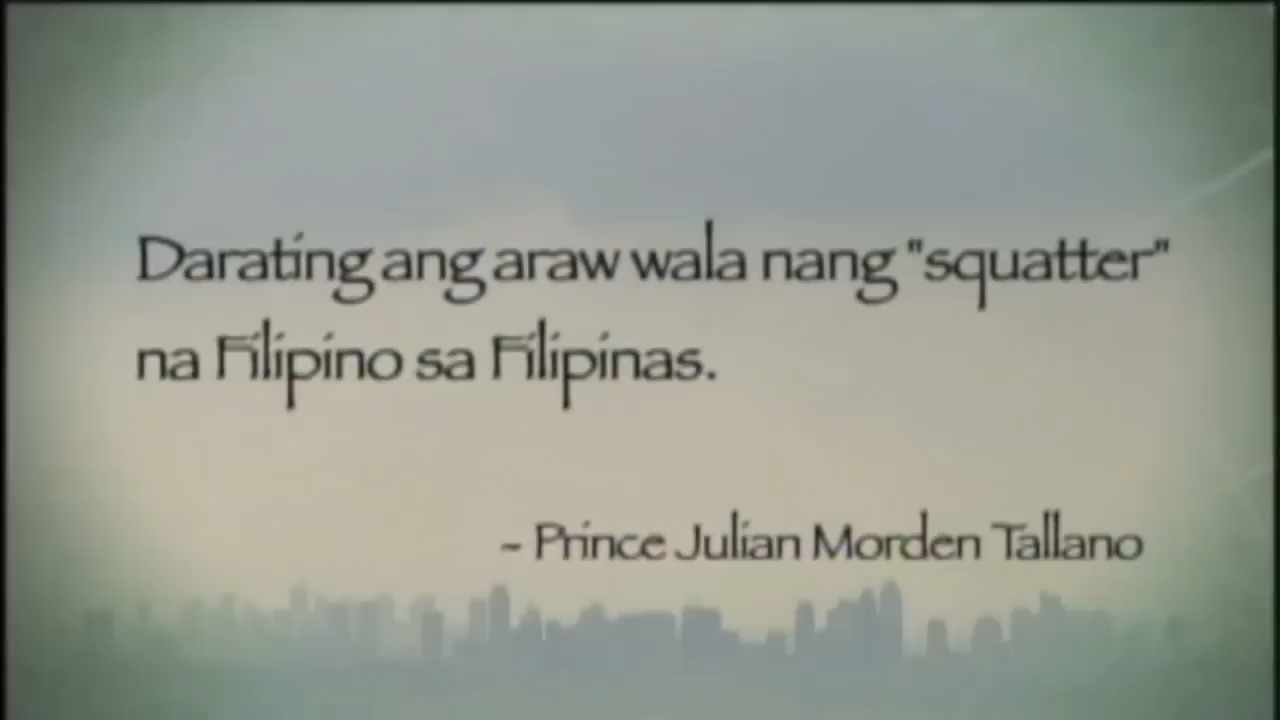 Darating ang araw wala nang "squatter"
na Filipino sa Filipinas.
- Prince Julian Morden Tallano